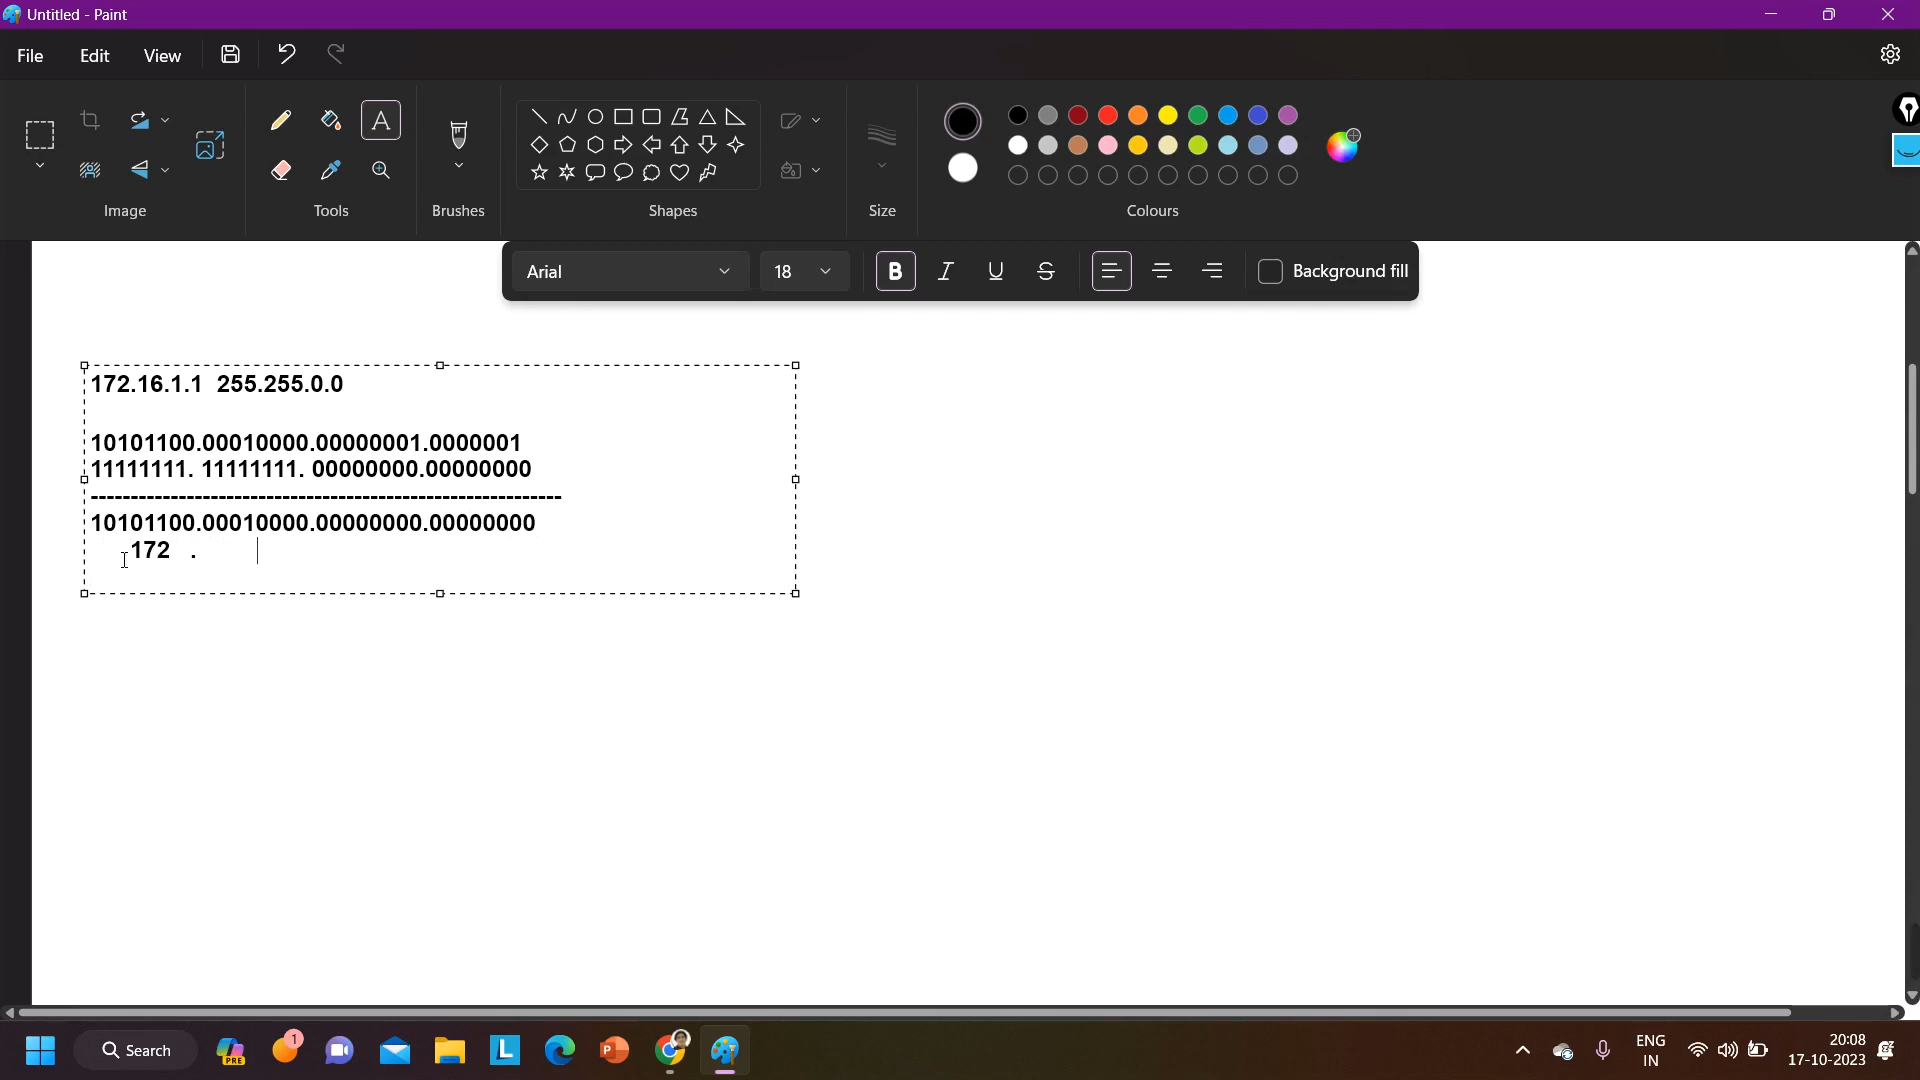 Untitled - Paint
File Edit View
Image Tools Brushes Shapes Size Colours
Arial 18 B I U S Background fill
172.16.1.1 255.255.0.0
10101100.00010000.00000001.0000001
11111111. 11111111. 00000000.00000000
-----------------------------------------------------------
10101100.00010000.00000000.00000000
172 .
Search PRE 1 L P ENG 20:08
IN 17-10-2023